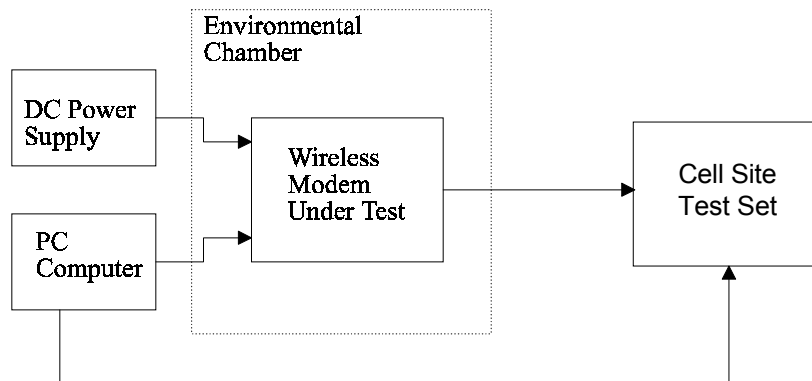 Environmental
Chamber
DC Power
Supply
Wireless
Modem
Under Test
Cell Site
Test Set
PC
Computer